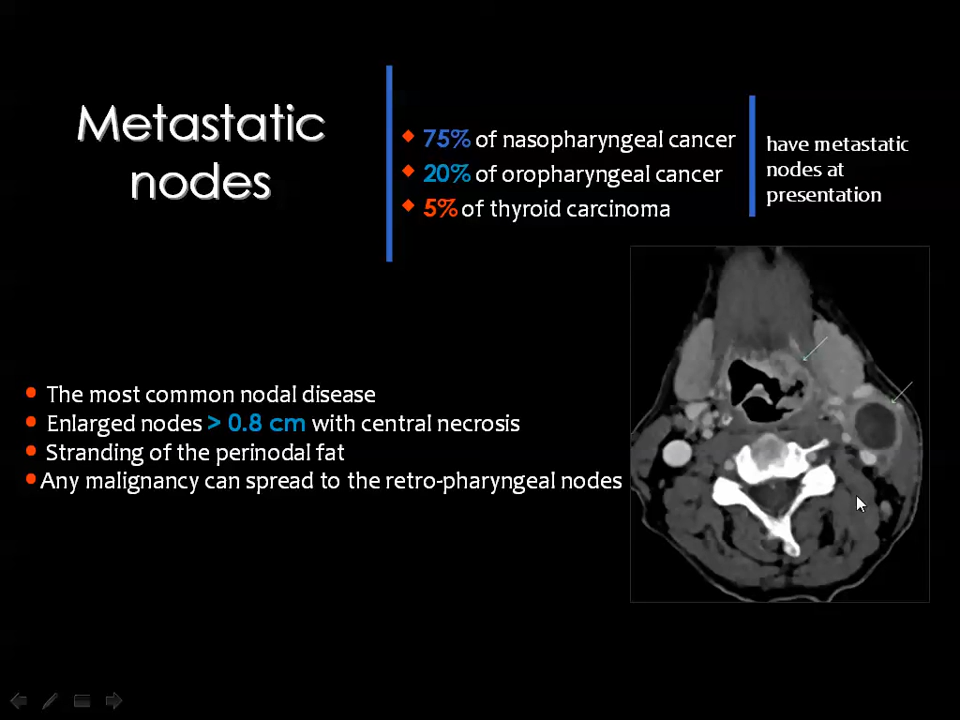 Metastatic
nodes
75% of nasopharyngeal cancer
20% of oropharyngeal cancer
5% of thyroid carcinoma
have metastatic
nodes at
presentation
The most common nodal disease
Enlarged nodes > 0.8 cm with central necrosis
Stranding of the perinodal fat
Any malignancy can spread to the retro-pharyngeal nodes